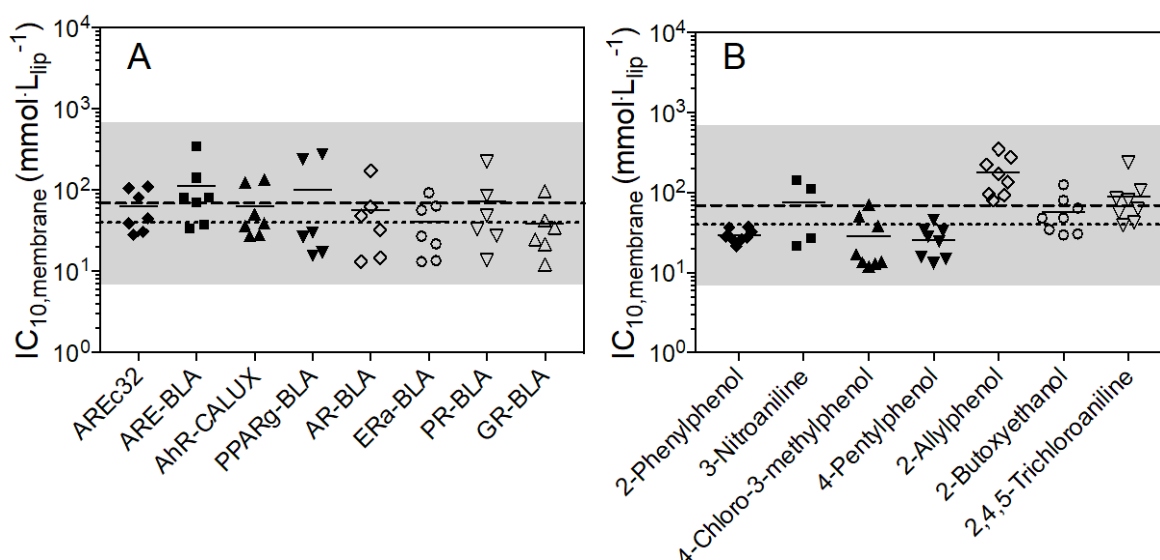 A
IC10,membrane (mmol·Llip-1)
10^4
10^3
10^2
10^1
10^0
AREc32
ARE-BLA
AhR-CALUX
PPARg-BLA
AR-BLA
ERa-BLA
PR-BLA
GR-BLA
B
IC10,membrane (mmol·Llip-1)
10^4
10^3
10^2
10^1
10^0
2-Phenylphenol
3-Nitroaniline
4-Chloro-3-methylphenol
4-Pentylphenol
2-Allylphenol
2-Butoxyethanol
2,4,5-Trichloroaniline